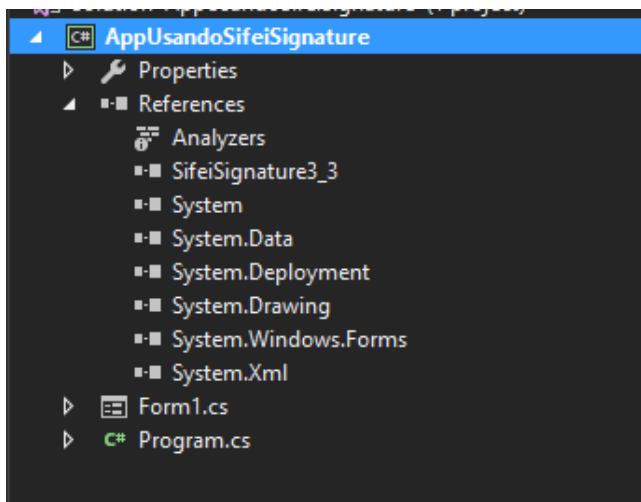 C# AppUsandoSifeiSignature
Properties
References
Analyzers
SifeiSignature3_3
System
System.Data
System.Deployment
System.Drawing
System.Windows.Forms
System.Xml
Form1.cs
C# Program.cs